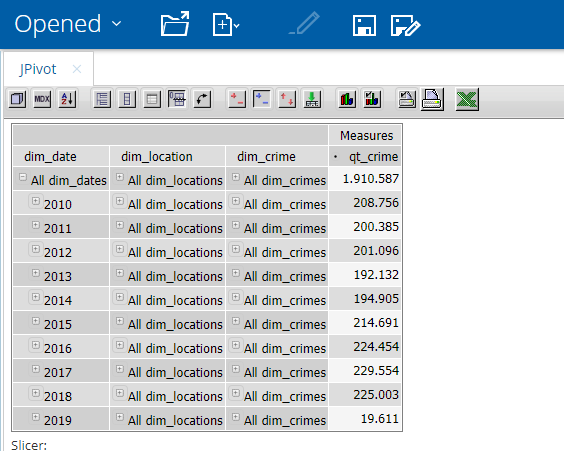 Opened
JPivot
MDX
Measures
dim_date dim_location dim_crime qt_crime
All dim_dates All dim_locations All dim_crimes 1.910.587
2010 All dim_locations All dim_crimes 208.756
2011 All dim_locations All dim_crimes 200.385
2012 All dim_locations All dim_crimes 201.096
2013 All dim_locations All dim_crimes 192.132
2014 All dim_locations All dim_crimes 194.905
2015 All dim_locations All dim_crimes 214.691
2016 All dim_locations All dim_crimes 224.454
2017 All dim_locations All dim_crimes 229.554
2018 All dim_locations All dim_crimes 225.003
2019 All dim_locations All dim_crimes 19.611
Slicer: